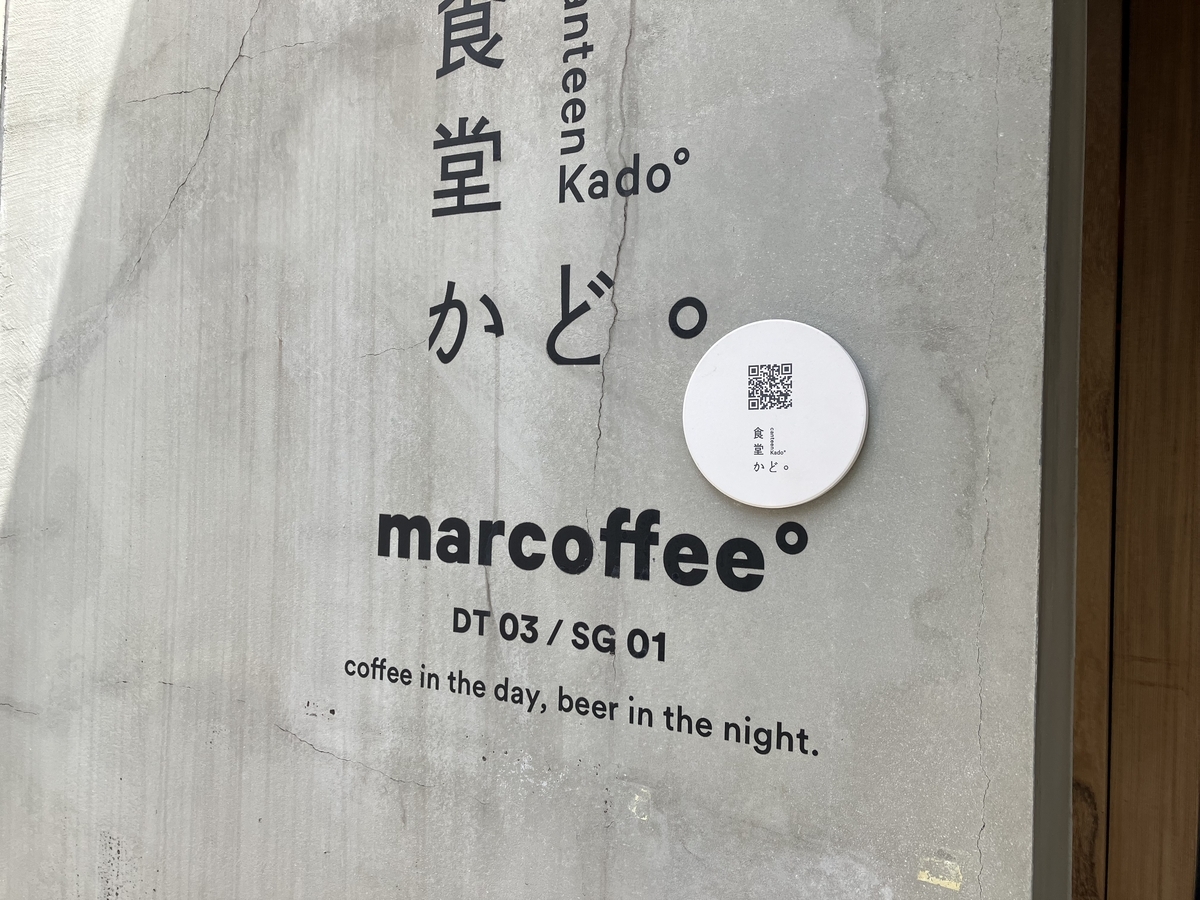 食堂
anteen
Kado°
かど。
食堂
canteen
Kado°
かど。
marcoffee°
DT 03 / SG 01
coffee in the day, beer in the night.